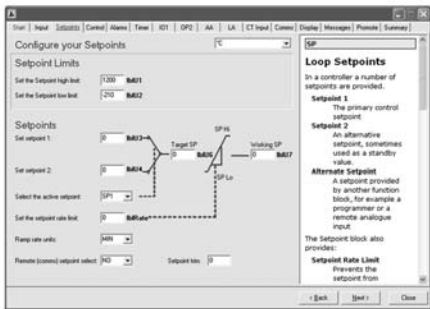 Start Input Setpoints Control Alarms Timer IO1 OP2 AA LA CT Input Comms Display Messages Promote Summary
Configure your Setpoints
°C
SP
Setpoint Limits
Set the Setpoint high limit: 1200
Set the Setpoint low limit: -210
Setpoints
Set setpoint 1: 0
Set setpoint 2: 0
Target SP
0
SP Hi
SP Lo
Working SP
0
Select the active setpoint: SP1
Set the setpoint rate limit: 0
Ramp rate units: MIN
Remote (comms) setpoint select: NO
Setpoint trim: 0
Loop Setpoints
In a controller a number of
setpoints are provided.
Setpoint 1
The primary control
setpoint
Setpoint 2
An alternative
setpoint, sometimes
used as a standby
value.
Alternate Setpoint
A setpoint provided
by another function
block, for example a
programmer or a
remote analogue
input
The Setpoint block also
provides:
Setpoint Rate Limit
Prevents the
setpoint from
< Back Next > Close